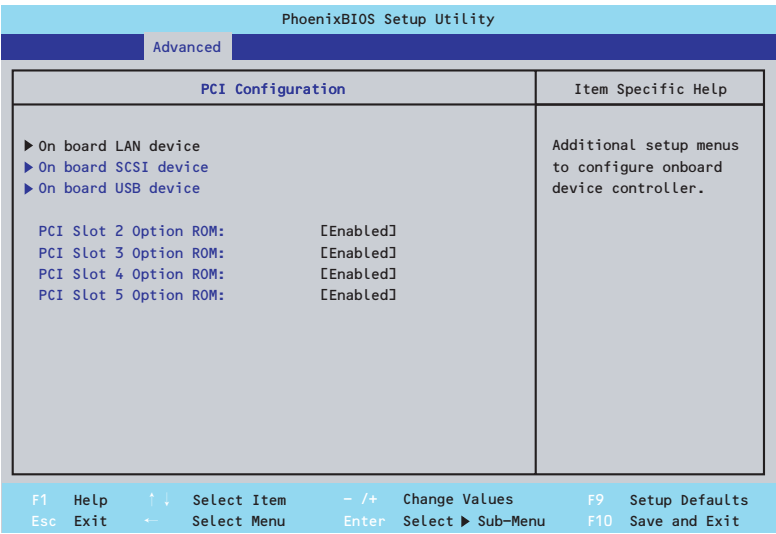 PhoenixBIOS Setup Utility
Advanced
PCI Configuration
Item Specific Help
▶ On board LAN device
▶ On board SCSI device
▶ On board USB device
PCI Slot 2 Option ROM: [Enabled]
PCI Slot 3 Option ROM: [Enabled]
PCI Slot 4 Option ROM: [Enabled]
PCI Slot 5 Option ROM: [Enabled]
Additional setup menus
to configure onboard
device controller.
F1 Help ↑↓ Select Item - /+ Change Values F9 Setup Defaults
Esc Exit ← Select Menu Enter Select ▶ Sub-Menu F10 Save and Exit